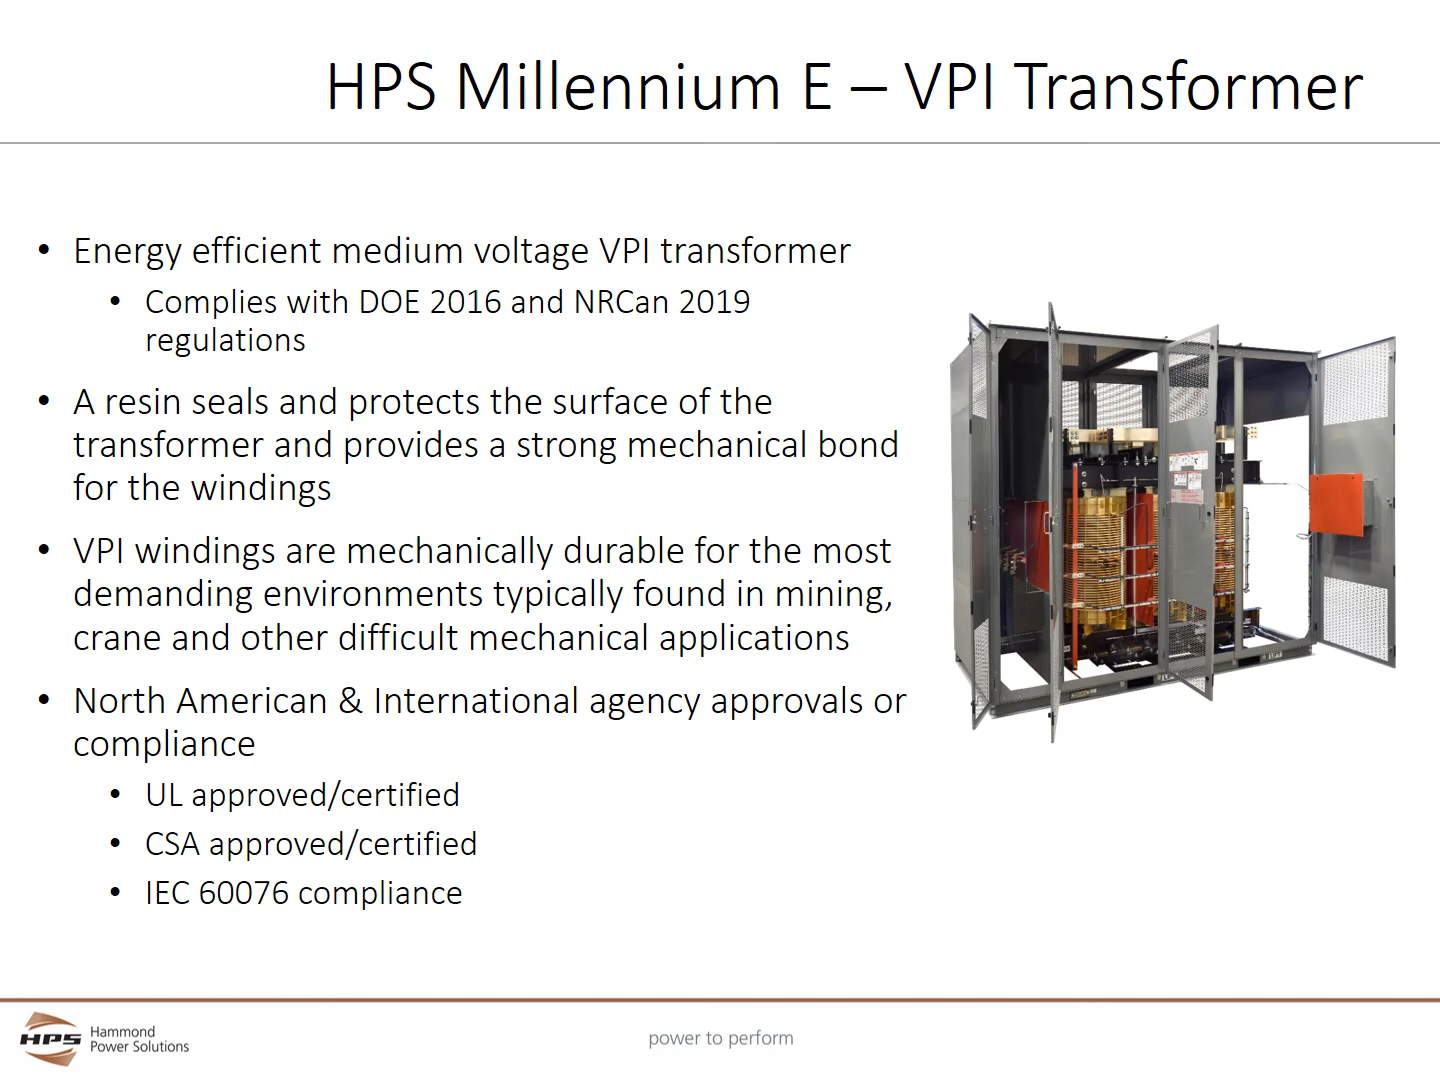 HPS Millennium E – VPI Transformer
• Energy efficient medium voltage VPI transformer
• Complies with DOE 2016 and NRCan 2019
regulations
• A resin seals and protects the surface of the
transformer and provides a strong mechanical bond
for the windings
• VPI windings are mechanically durable for the most
demanding environments typically found in mining,
crane and other difficult mechanical applications
• North American & International agency approvals or
compliance
• UL approved/certified
• CSA approved/certified
• IEC 60076 compliance
HPS
Hammond
Power Solutions
power to perform